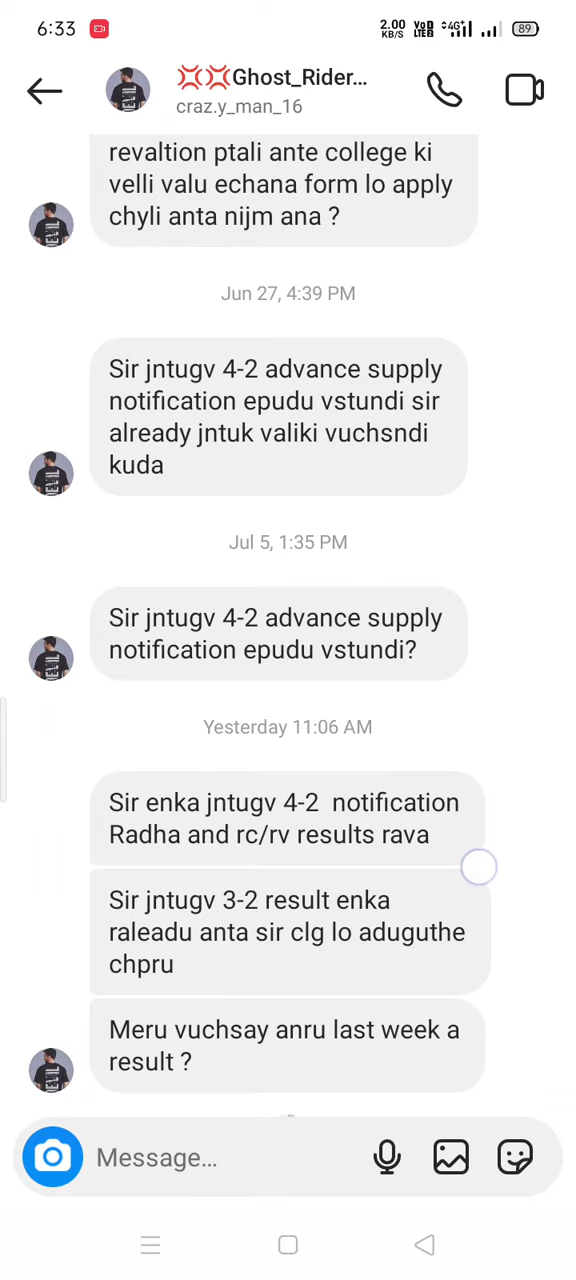 6:33
2.00
KB/S
VoD
LTE2
4G+
89
Ghost_Rider...
craz.y_man_16
revaltion ptali ante college ki
velli valu echana form lo apply
chyli anta nijm ana ?
Jun 27, 4:39 PM
Sir jntugv 4-2 advance supply
notification epudu vstundi sir
already jntuk valiki vuchsndi
kuda
Jul 5, 1:35 PM
Sir jntugv 4-2 advance supply
notification epudu vstundi?
Yesterday 11:06 AM
Sir enka jntugv 4-2 notification
Radha and rc/rv results rava
Sir jntugv 3-2 result enka
raleadu anta sir clg lo aduguthe
chpru
Meru vuchsay anru last week a
result ?
Message...